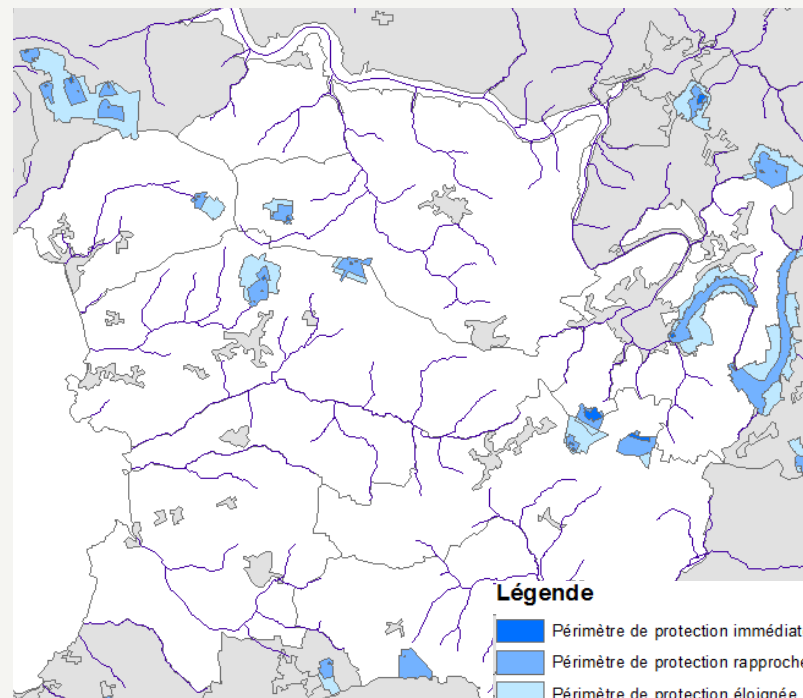 Légende
Périmètre de protection immédiat
Périmètre de protection rapproché
Périmètre de protection éloignée